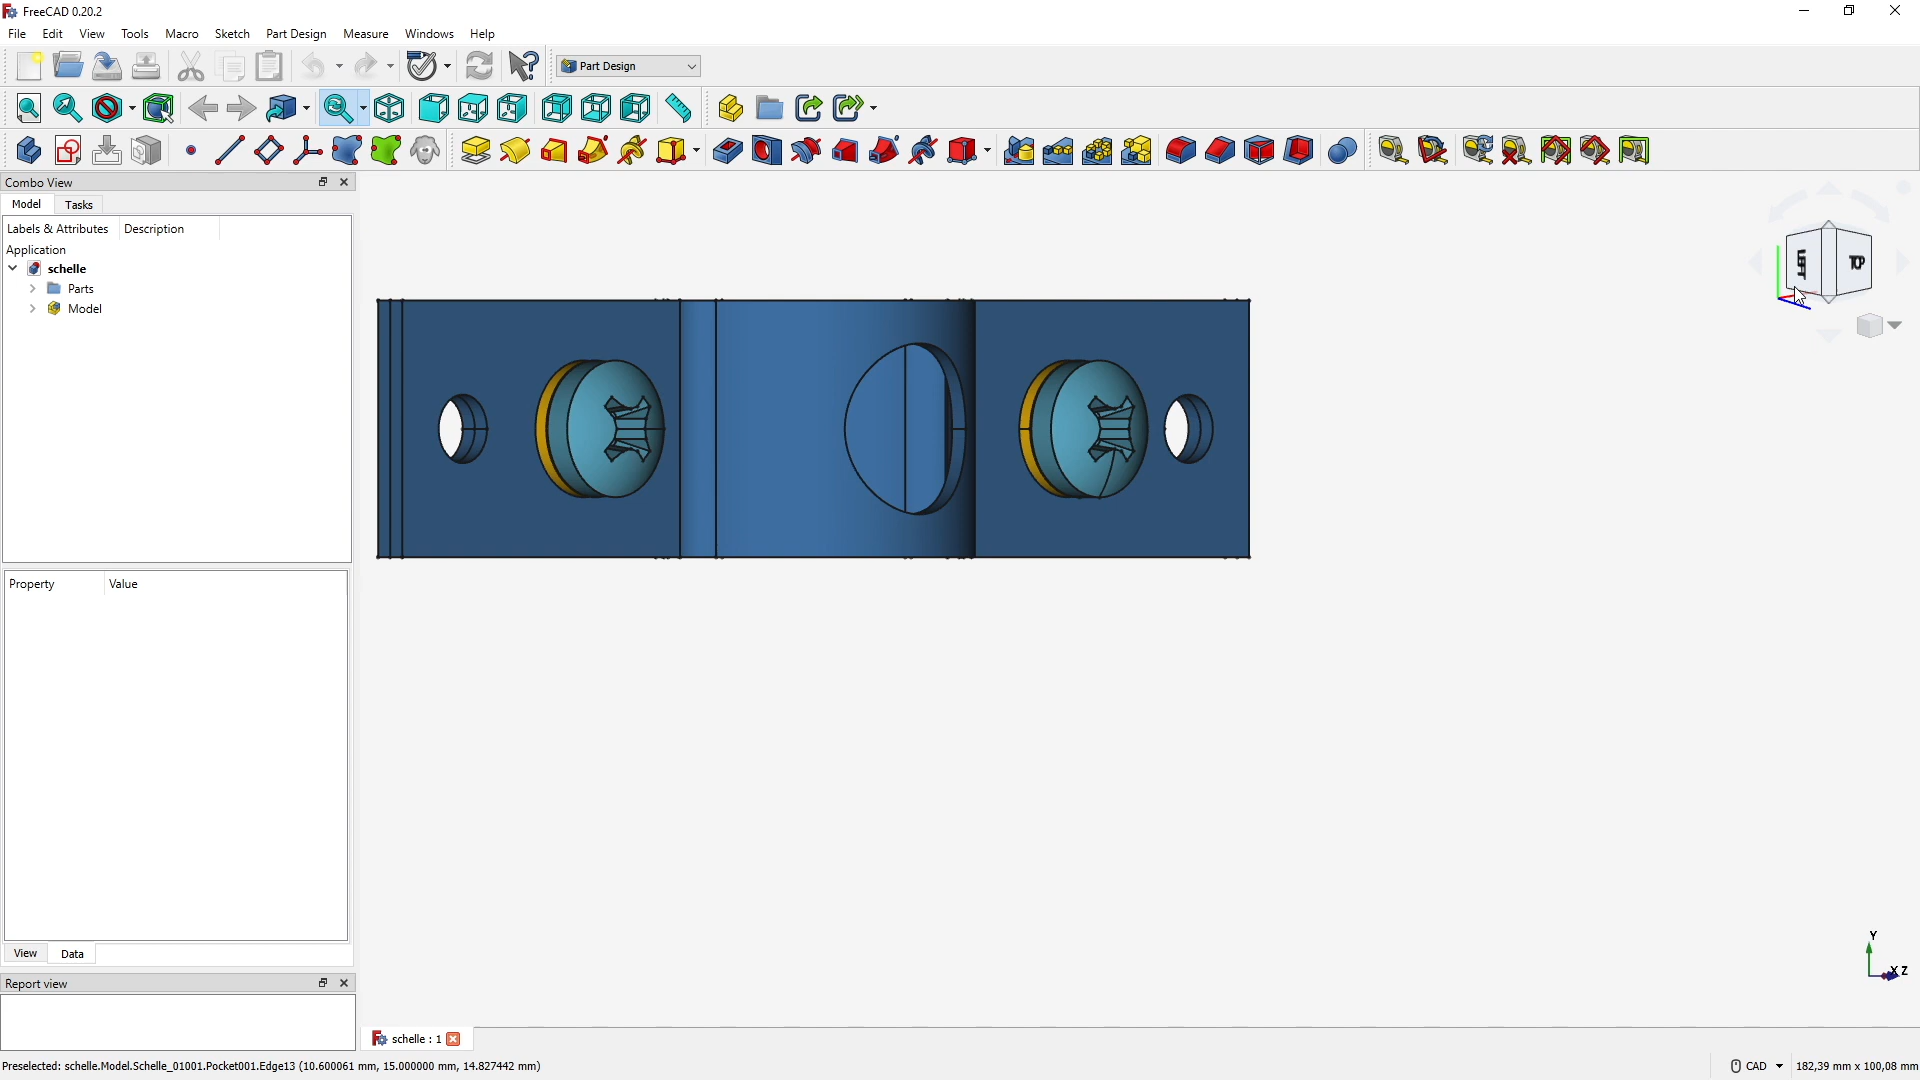 FreeCAD 0.20.2
File Edit View Tools Macro Sketch Part Design Measure Windows Help
Part Design
Combo View
Model Tasks
Labels & Attributes Description
Application
schelle
Parts
Model
LEFT TOP
Property Value
View Data
Report view
Y
X Z
schelle : 1
Preselected: schelle.Model.Schelle_01001.Pocket001.Edge13 (10.600061 mm, 15.000000 mm, 14.827442 mm)
CAD 182,39 mm x 100,08 mm